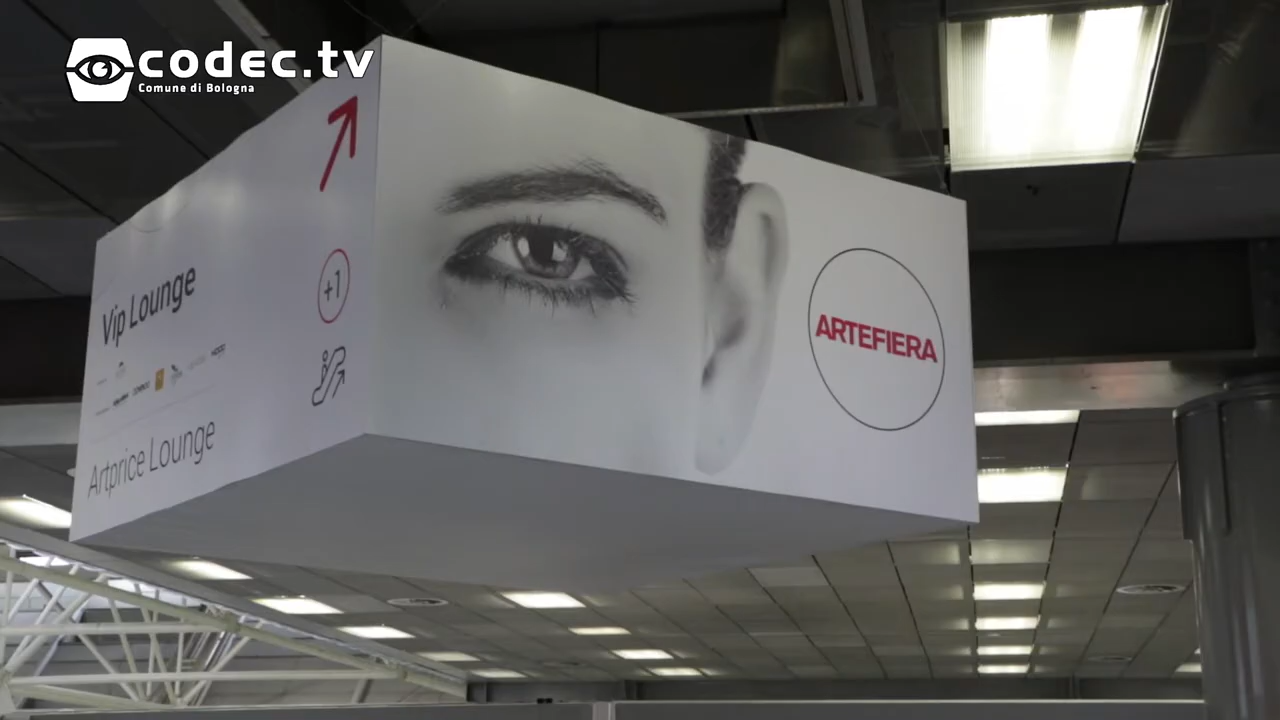 codec.tv
Comune di Bologna
+1
Vip Lounge
Artprice Lounge
ARTEFIERA